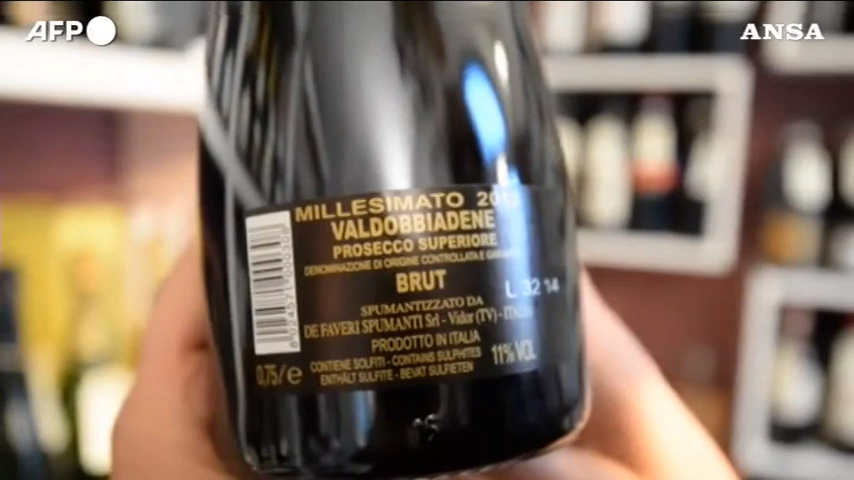 AFP
ANSA
MILLESIMATO
VALDOBBIADENE
PROSECCO SUPERIORE
DENOMINAZIONE DI ORIGINE CONTROLLATA E
BRUT
L 32 14
SPUMANTIZZATO DA
DE FAVERI SPUMANTI Srl - Vidor (TV) - ITALIA
PRODOTTO IN ITALIA
CONTIENE SOLFITI - CONTAINS SULPHITES
ENTHÄLT SULFITE - BEVAT SULFIETEN
11% VOL
0,75 l e